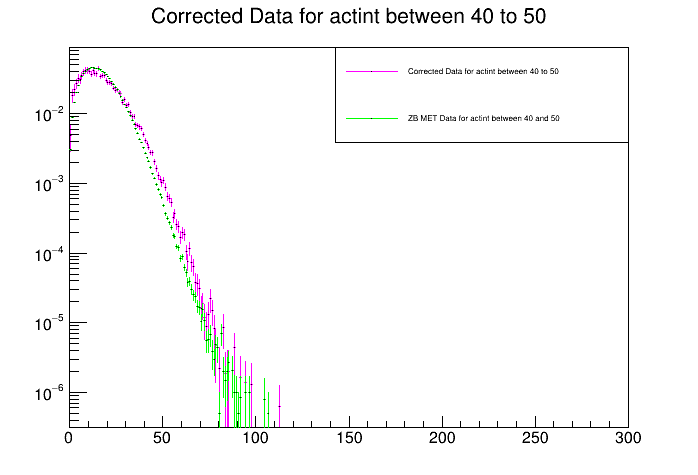 Corrected Data for actint between 40 to 50
Corrected Data for actint between 40 to 50
ZB MET Data for actint between 40 and 50
10−2
10−3
10−4
10−5
10−6
0 50 100 150 200 250 300